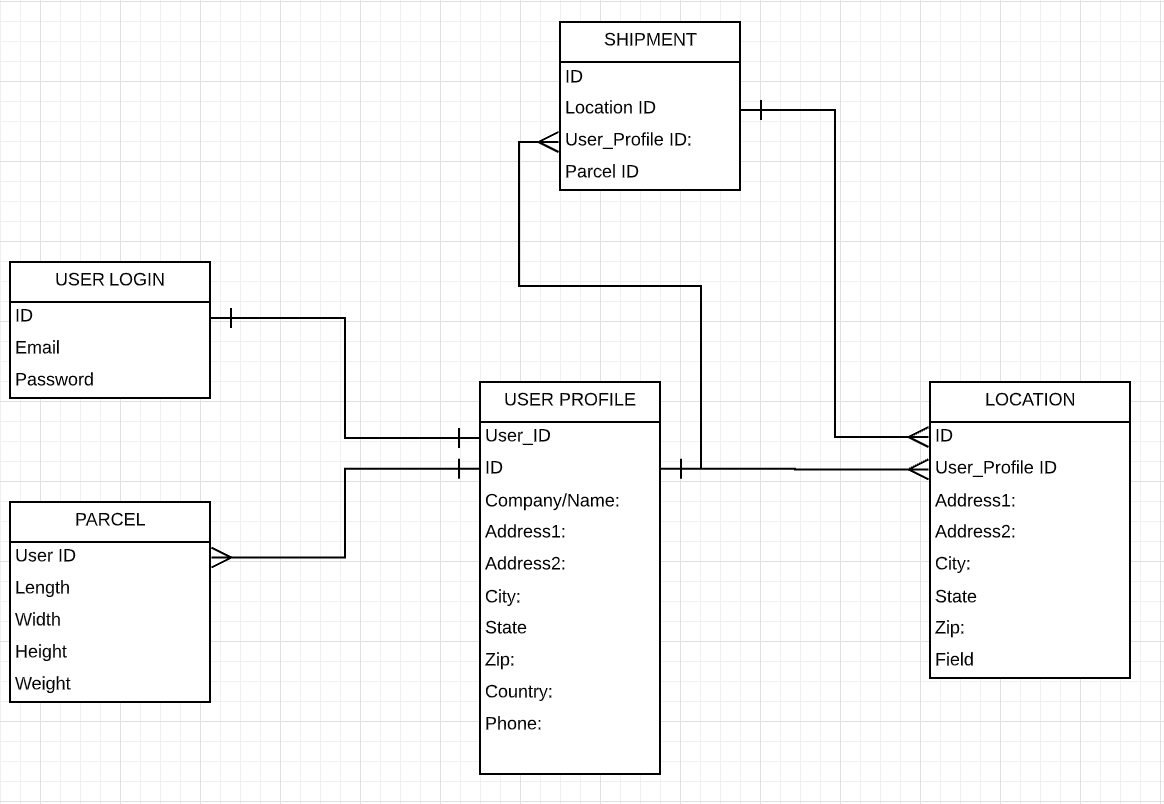 SHIPMENT
ID
Location ID
User_Profile ID:
Parcel ID
USER LOGIN
ID
Email
Password
USER PROFILE
User_ID
ID
Company/Name:
Address1:
Address2:
City:
State
Zip:
Country:
Phone:
LOCATION
ID
User_Profile ID
Address1:
Address2:
City:
State
Zip:
Field
PARCEL
User ID
Length
Width
Height
Weight